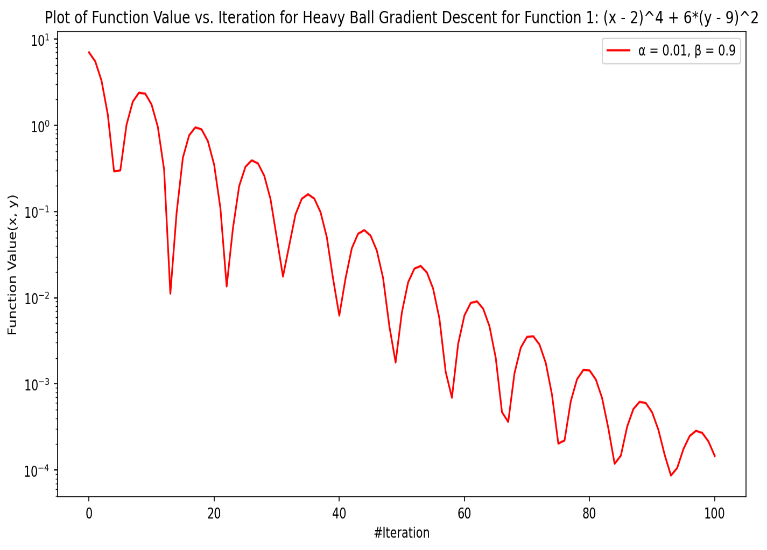 Plot of Function Value vs. Iteration for Heavy Ball Gradient Descent for Function 1: (x - 2)^4 + 6*(y - 9)^2
α = 0.01, β = 0.9
Function Value(x, y)
10¹
10⁰
10⁻¹
10⁻²
10⁻³
10⁻⁴
0 20 40 60 80 100
#Iteration